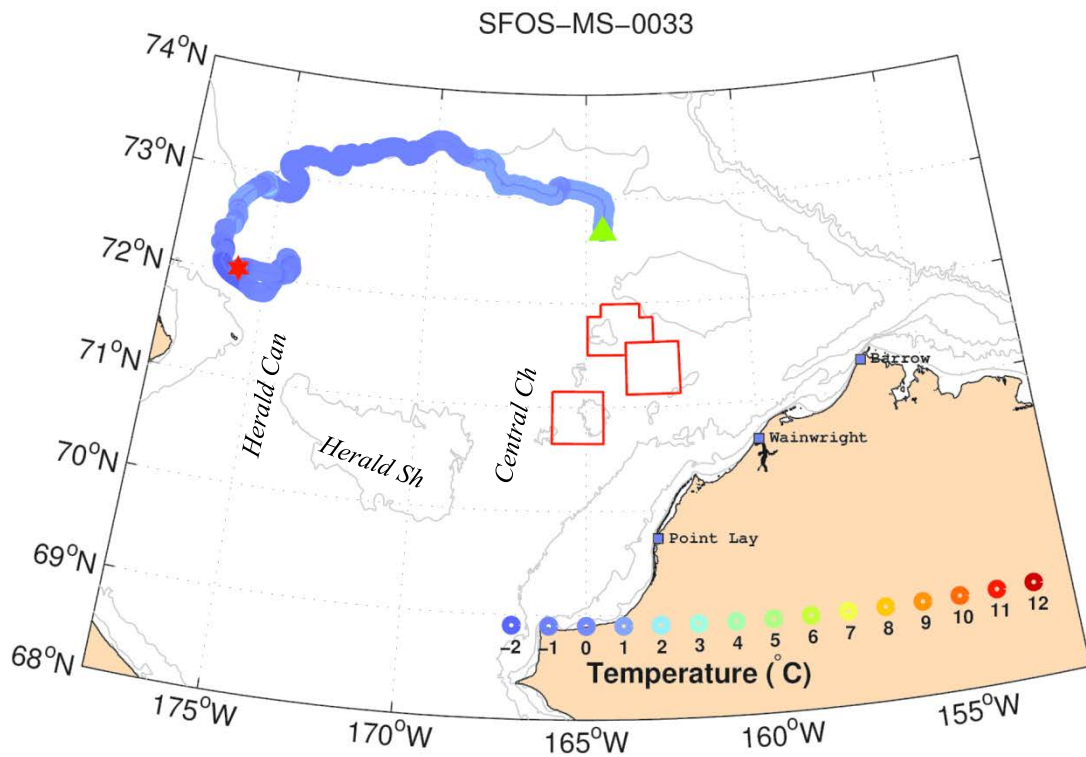 SFOS-MS-0033
74°N
73°N
72°N
71°N
70°N
69°N
68°N
Herald Can
Herald Sh
Central Ch
Barrow
Wainwright
Point Lay
-2 -1 0 1 2 3 4 5 6 7 8 9 10 11 12
Temperature (°C)
175°W
170°W
165°W
160°W
155°W